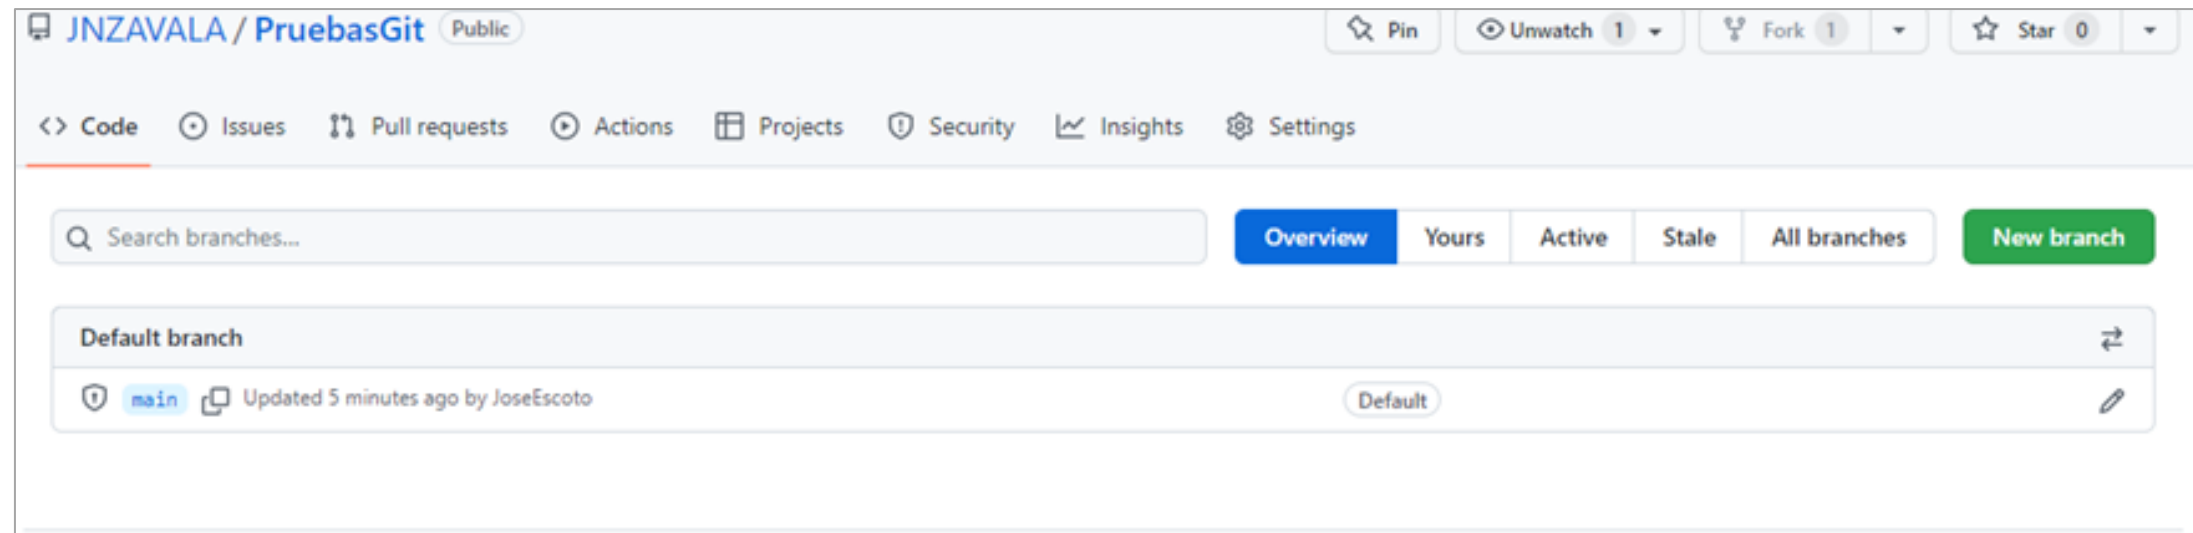 JNZAVALA / PruebasGit Public Pin Unwatch 1 Fork 1 Star 0
Code Issues Pull requests Actions Projects Security Insights Settings
Search branches... Overview Yours Active Stale All branches New branch
Default branch
main Updated 5 minutes ago by JoseEscoto Default